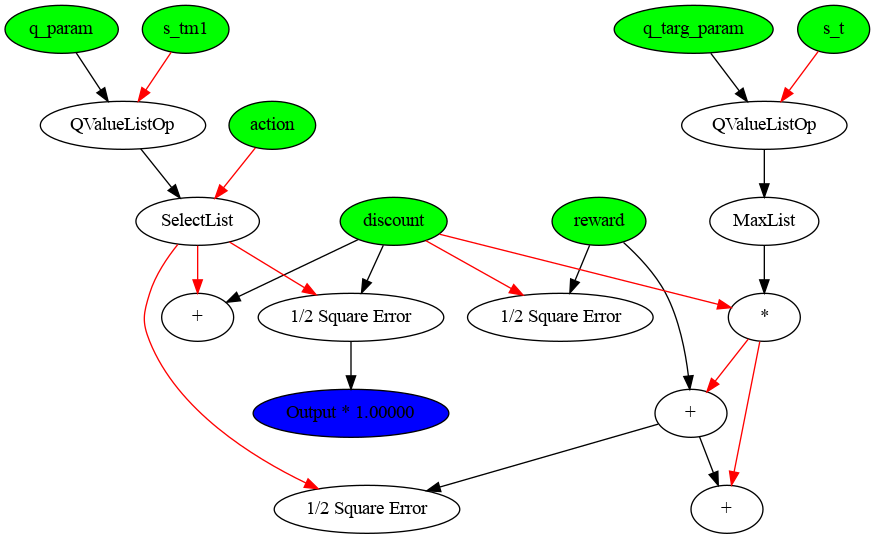 q_param
s_tm1
q_targ_param
s_t
QValueListOp
action
QValueListOp
SelectList
discount
reward
MaxList
+
1/2 Square Error
1/2 Square Error
*
Output * 1.00000
+
1/2 Square Error
+